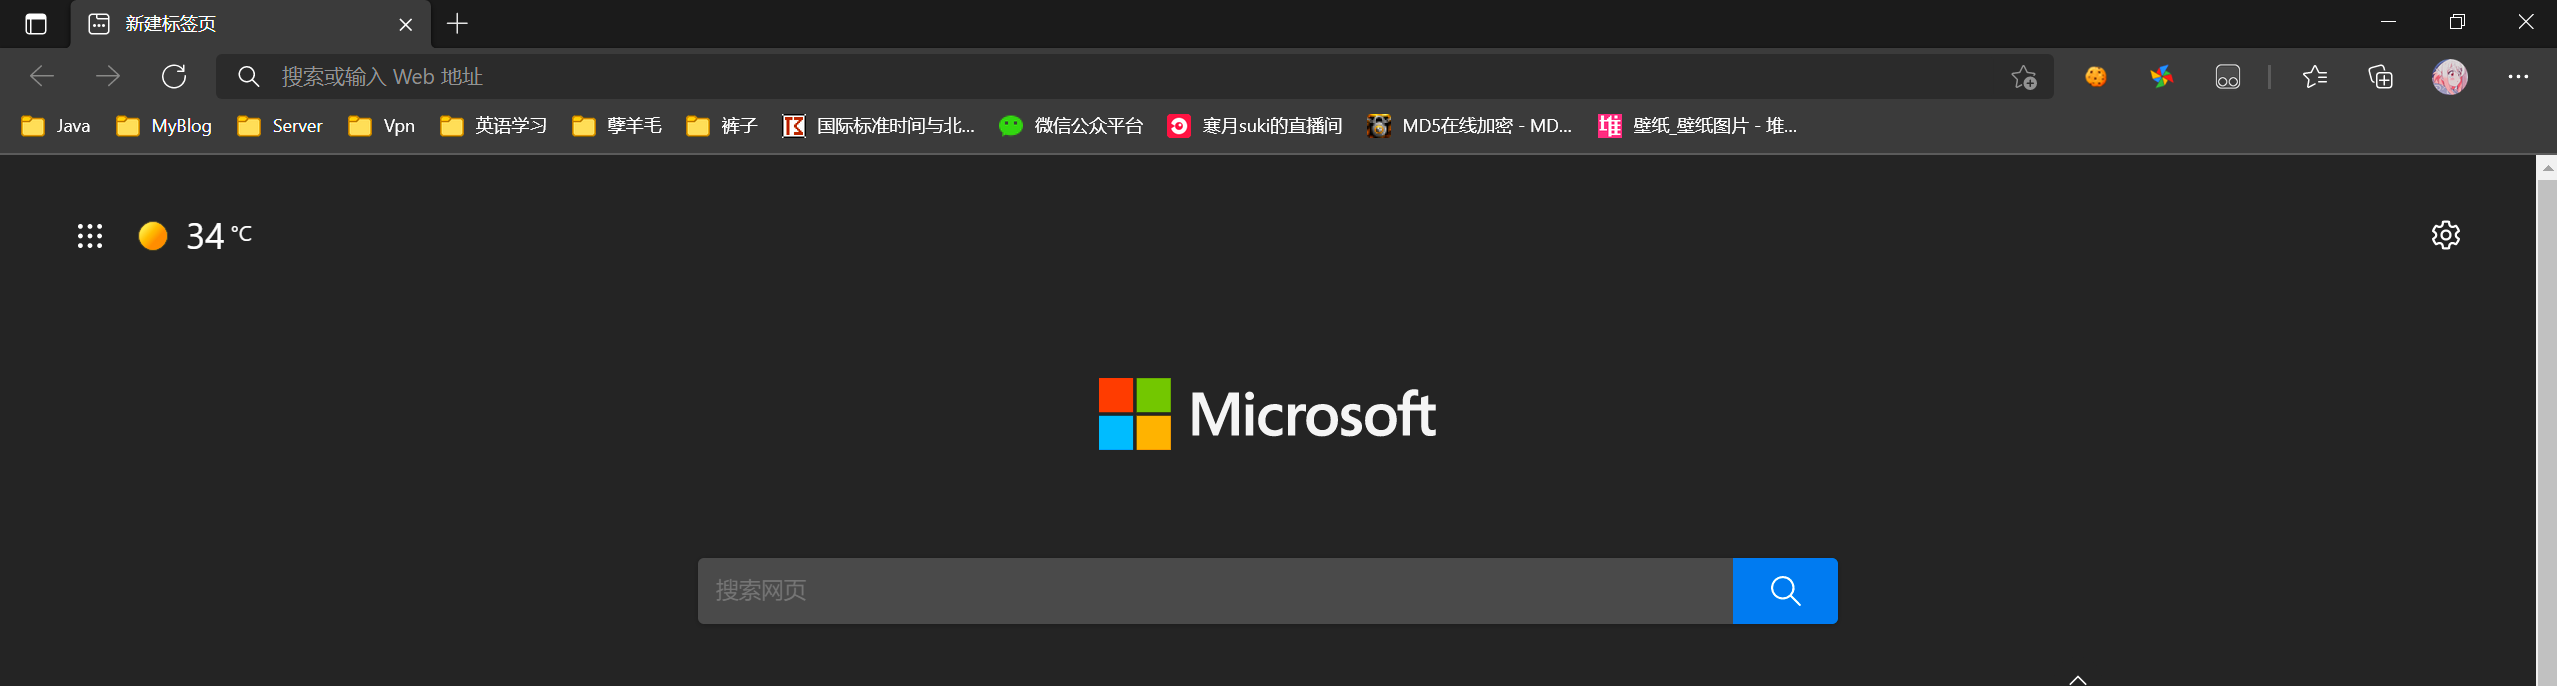 新建标签页
搜索或输入 Web 地址
Java MyBlog Server Vpn 英语学习 孽羊毛 裤子 国际标准时间与北... 微信公众平台 寒月suki的直播间 MD5在线加密 - MD... 堆 壁纸_壁纸图片 - 堆...
34 °C
Microsoft
搜索网页